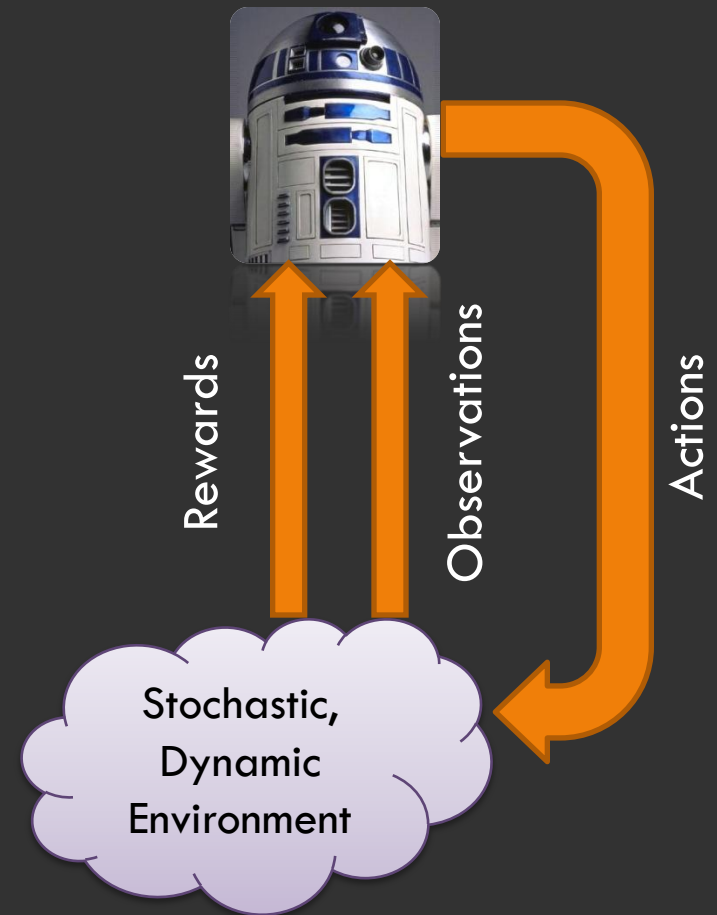 Rewards
Observations
Actions
Stochastic,
Dynamic
Environment